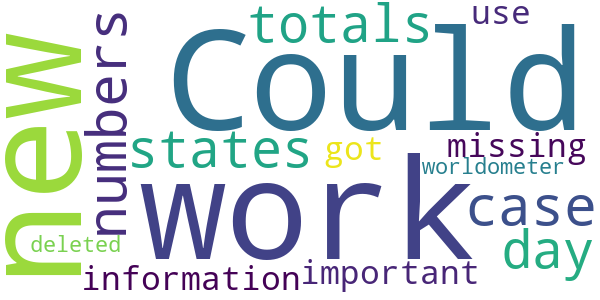 new
numbers
totals
use
Could
states
got
missing
worldometer
work
case
deleted
day
information
important